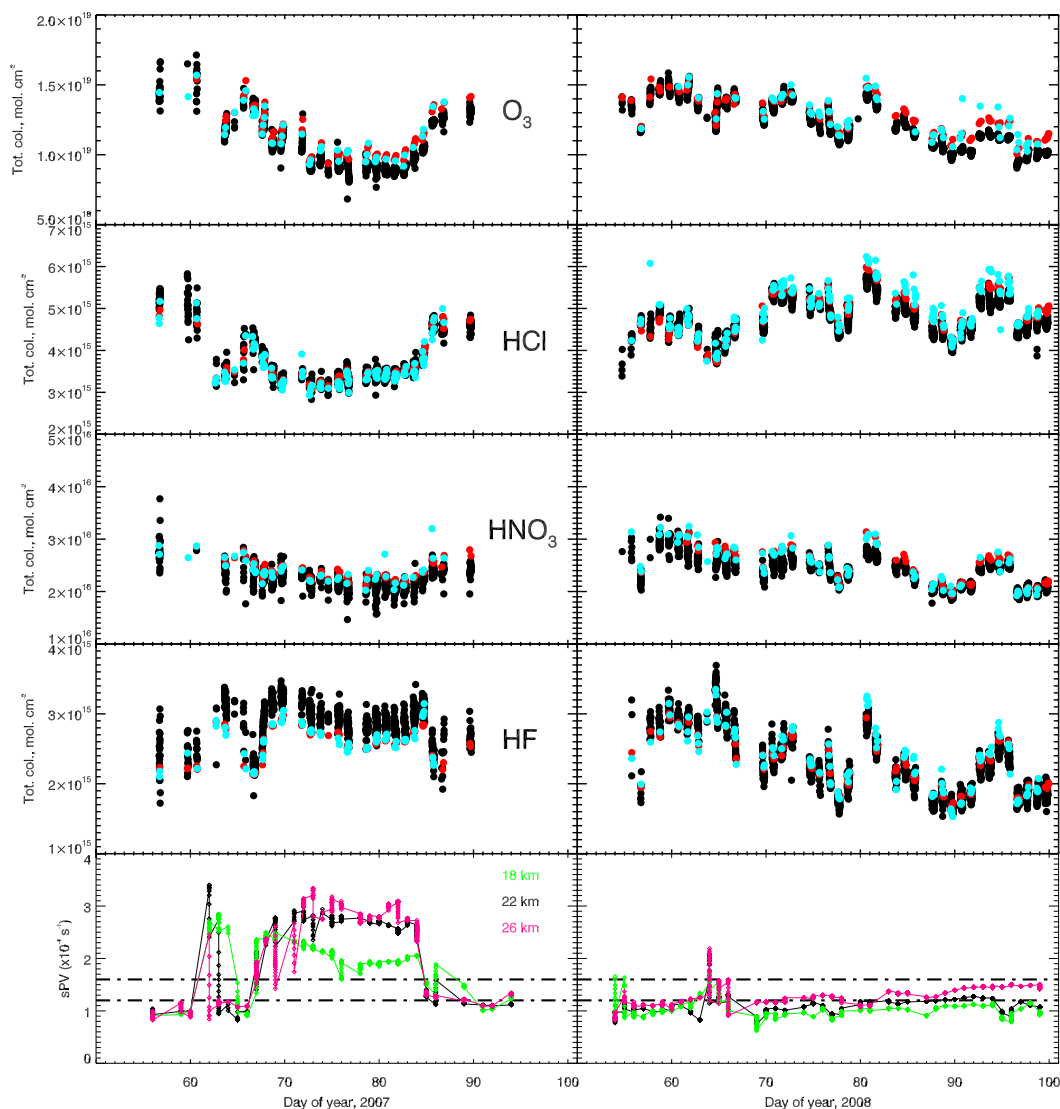 2.0×10¹⁹
1.5×10¹⁹
1.0×10¹⁹
5.0×10¹⁸
Tot. col., mol. cm⁻²
O₃
7×10¹⁵
6×10¹⁵
5×10¹⁵
4×10¹⁵
3×10¹⁵
2×10¹⁵
Tot. col., mol. cm⁻²
HCl
5×10¹⁶
4×10¹⁶
3×10¹⁶
2×10¹⁶
1×10¹⁶
Tot. col., mol. cm⁻²
HNO₃
4×10¹⁵
3×10¹⁵
2×10¹⁵
1×10¹⁵
Tot. col., mol. cm⁻²
HF
4
3
2
1
0
sPV (x10⁻⁴ s⁻¹)
18 km
22 km
26 km
60 70 80 90 100
60 70 80 90 100
Day of year, 2007
Day of year, 2008